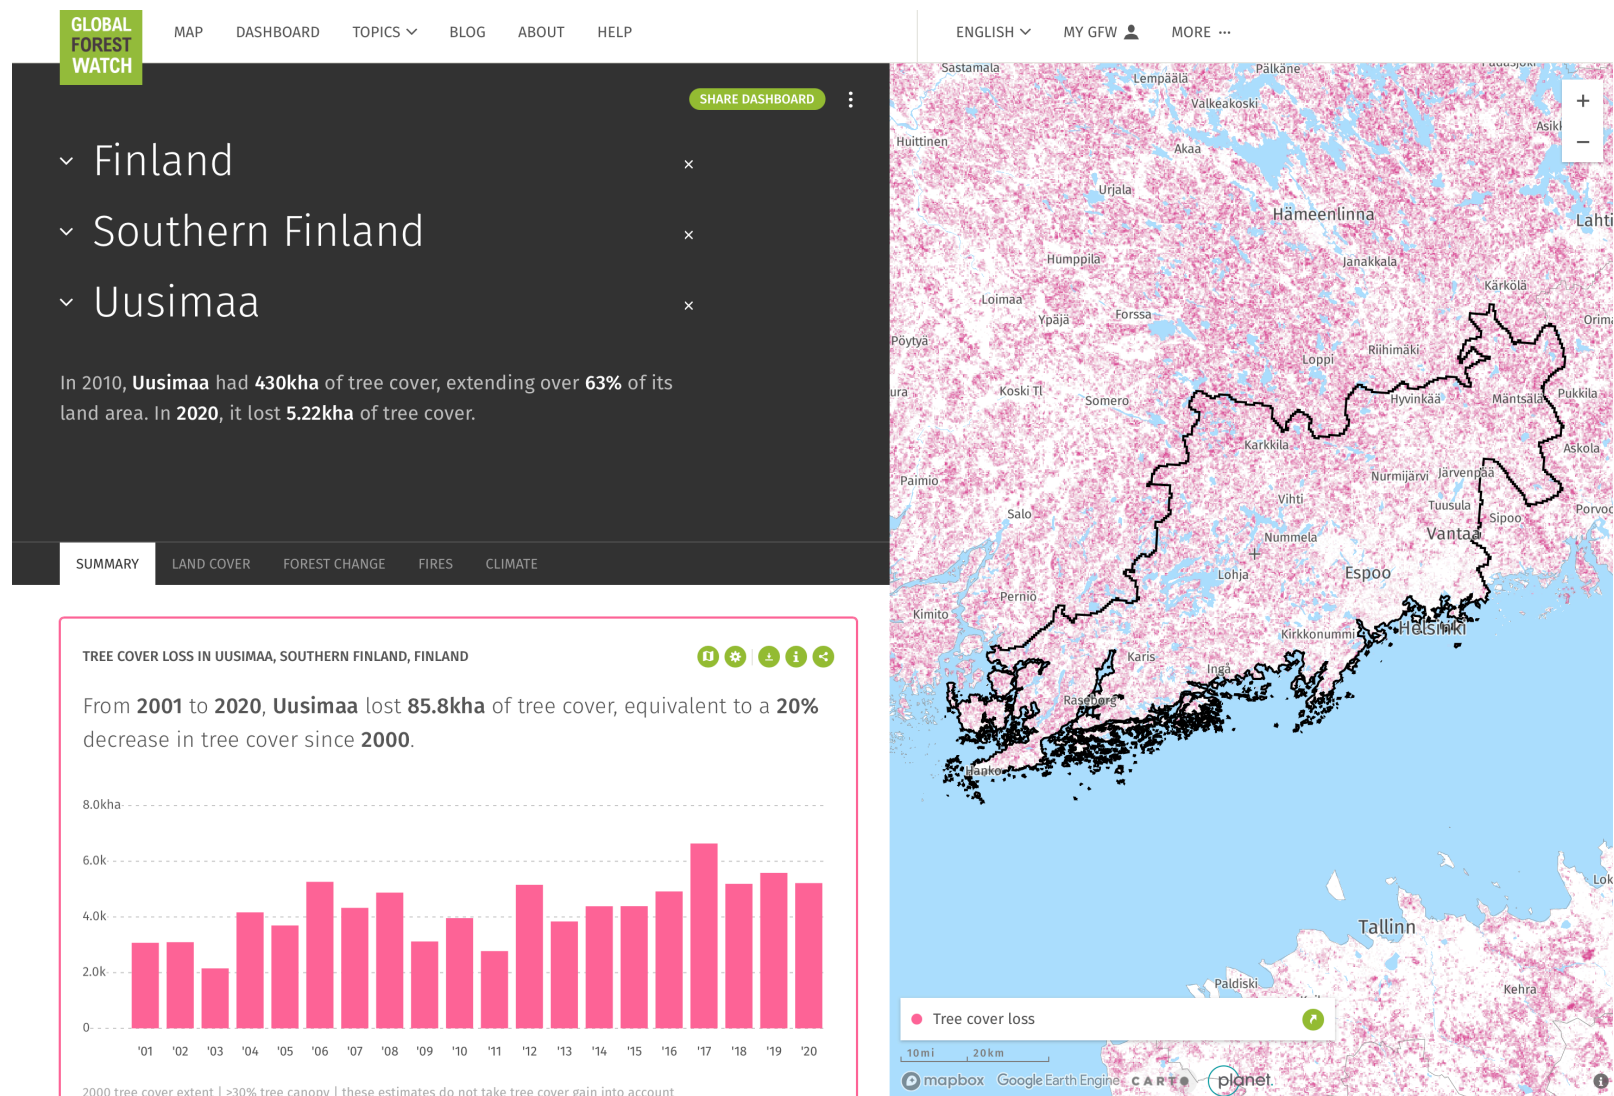 GLOBAL
FOREST
WATCH
MAP DASHBOARD TOPICS BLOG ABOUT HELP
ENGLISH MY GFW MORE
SHARE DASHBOARD
Finland
Southern Finland
Uusimaa
In 2010, Uusimaa had 430kha of tree cover, extending over 63% of its
land area. In 2020, it lost 5.22kha of tree cover.
SUMMARY LAND COVER FOREST CHANGE FIRES CLIMATE
TREE COVER LOSS IN UUSIMAA, SOUTHERN FINLAND, FINLAND
From 2001 to 2020, Uusimaa lost 85.8kha of tree cover, equivalent to a 20%
decrease in tree cover since 2000.
8.0kha
6.0k
4.0k
2.0k
0
'01 '02 '03 '04 '05 '06 '07 '08 '09 '10 '11 '12 '13 '14 '15 '16 '17 '18 '19 '20
2000 tree cover extent | >30% tree canopy | these estimates do not take tree cover gain into account
Sastamala
Pälkäne
Lempäälä
Valkeakoski
Huittinen
Akaa
Urjala
Hämeenlinna
Lahti
Humppila
Janakkala
Kärkölä
Loimaa
Ypäjä
Forssa
Pöytyä
Loppi
Riihimäki
Koski Tl
Somero
Hyvinkää
Mäntsälä
Pukkila
Karkkila
Askola
Paimio
Nurmijärvi
Järvenpää
Vihti
Tuusula
Salo
Sipoo
Porvoo
Nummela
Vantaa
Lohja
Espoo
Perniö
Kimito
Kirkkonummi
Helsinki
Karis
Ingå
Raseborg
Hanko
Tallinn
Paldiski
Kehra
Tree cover loss
10mi 20km
mapbox Google Earth Engine CARTO planet.